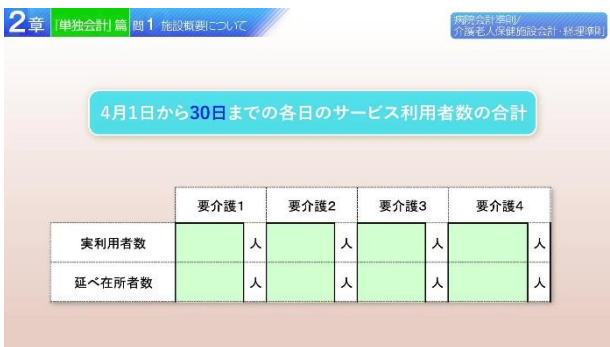 2章 「単独会計」篇 問1 施設概要について
病院会計準則/
介護老人保健施設会計・経理準則
4月1日から30日までの各日のサービス利用者数の合計
要介護1 要介護2 要介護3 要介護4
実利用者数 人 人 人 人
延べ在所者数 人 人 人 人